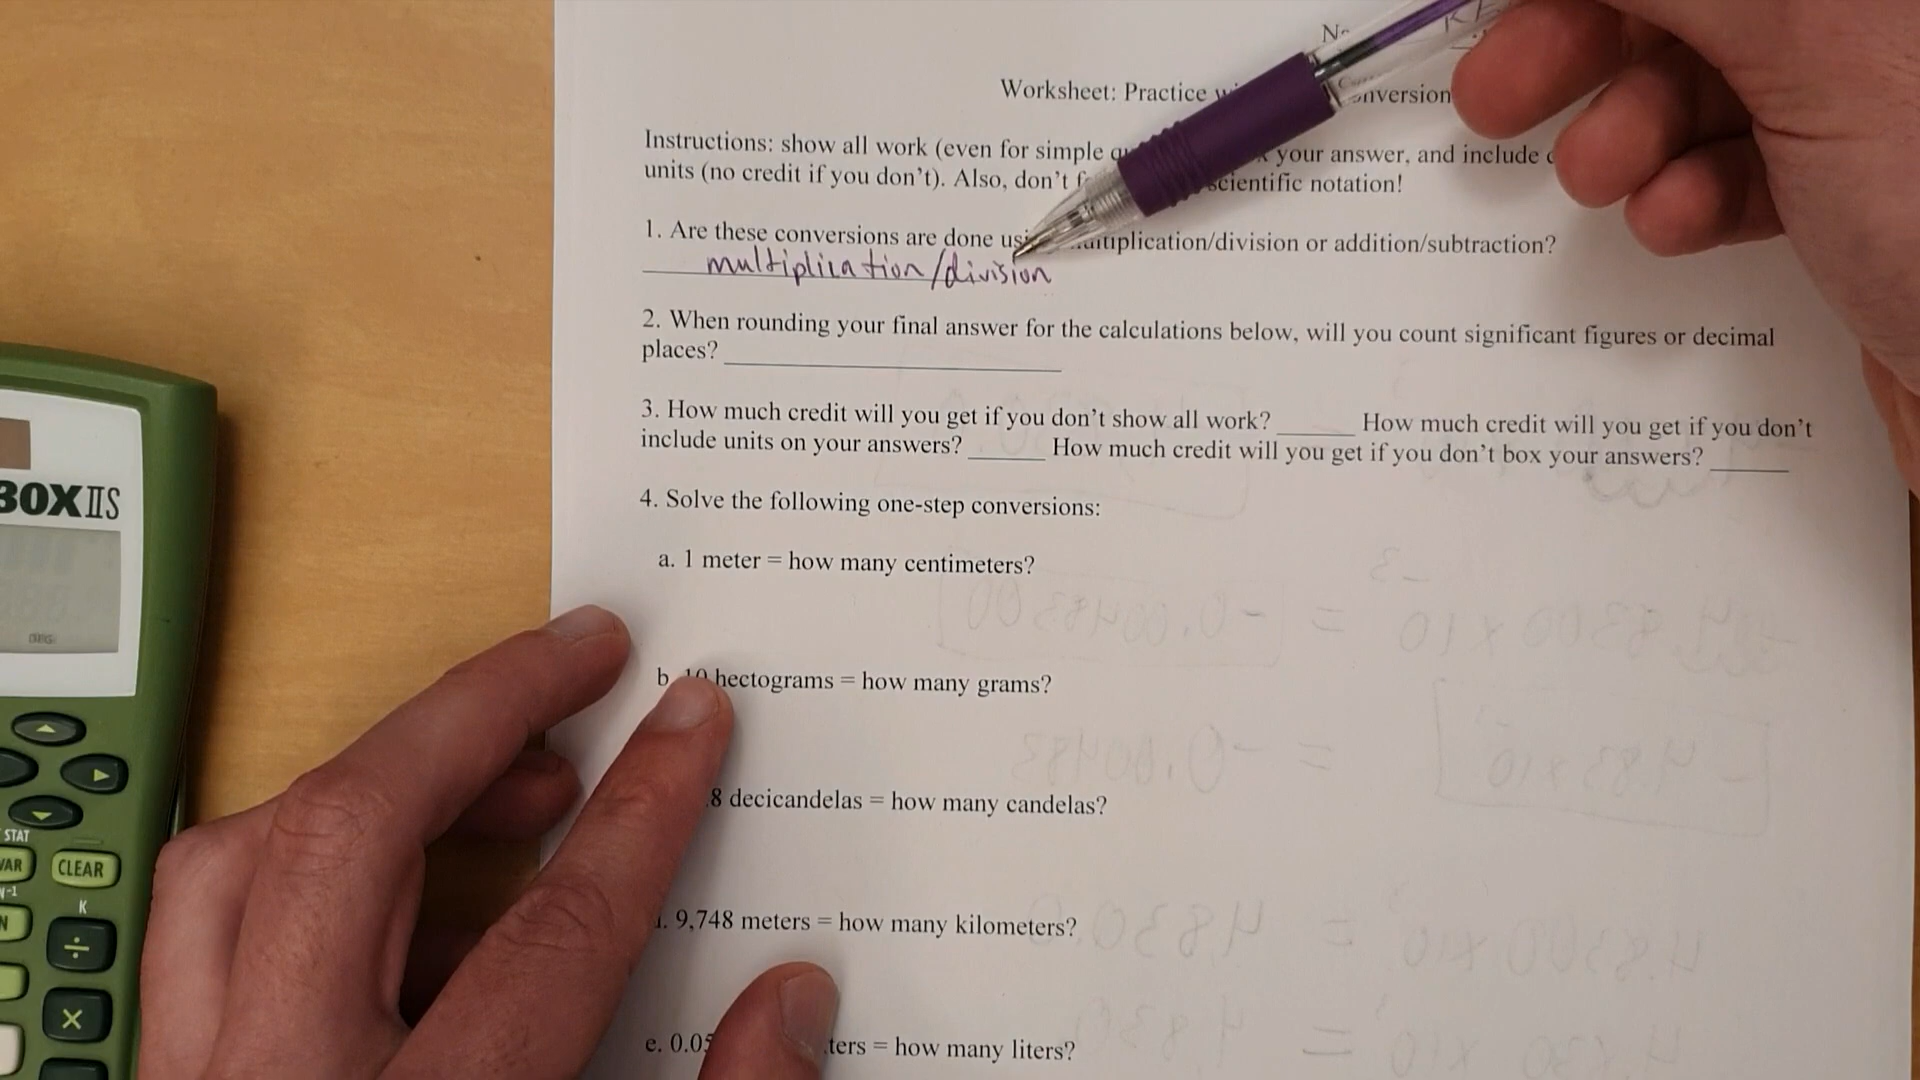 Worksheet: Practice
Instructions: show all work (even for simple your answer, and include
units (no credit if you don't). Also, don't scientific notation!
1. Are these conversions are done multiplication/division or addition/subtraction?
multiplication/division
2. When rounding your final answer for the calculations below, will you count significant figures or decimal
places?
3. How much credit will you get if you don't show all work? How much credit will you get if you don't
include units on your answers? How much credit will you get if you don't box your answers?
4. Solve the following one-step conversions:
a. 1 meter = how many centimeters?
b. 10 hectograms = how many grams?
8 decicandelas = how many candelas?
9,748 meters = how many kilometers?
e. = how many liters?
30X IIS
DEG
STAT
CLEAR
K
÷
×